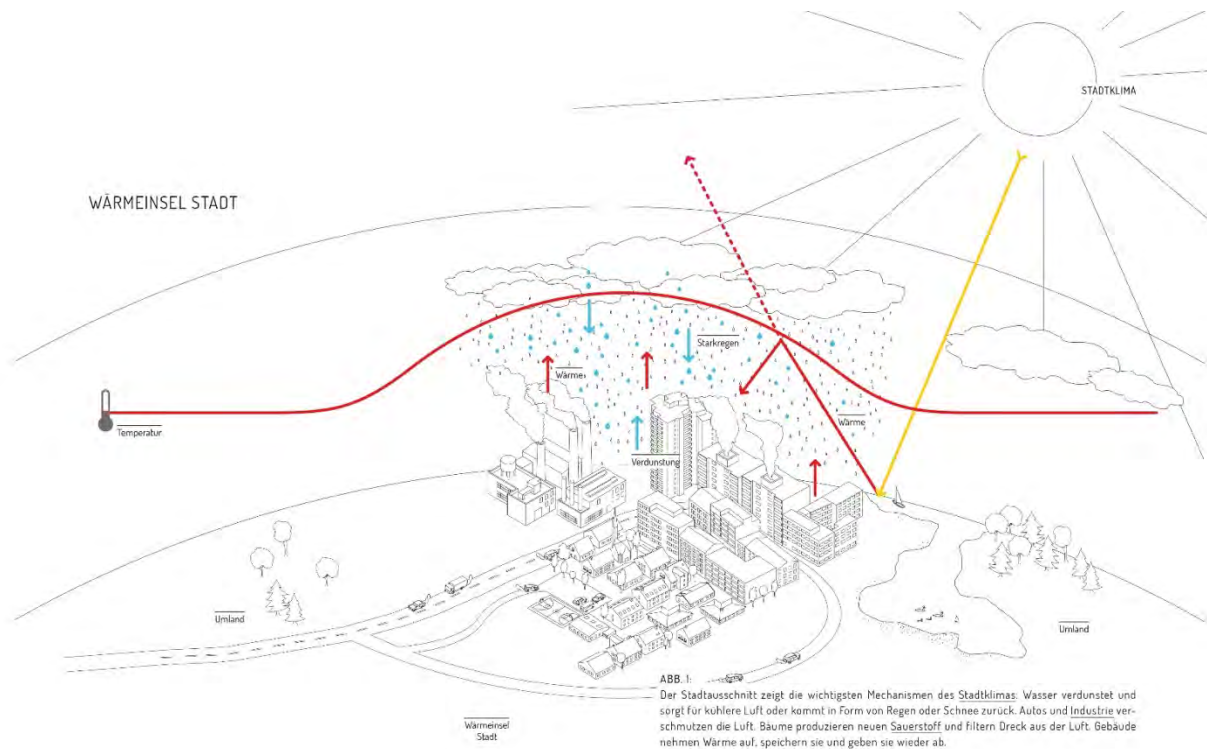 STADTKLIMA
WÄRMEINSEL STADT
Starkregen
Wärme
Wärme
Temperatur
Verdunstung
Umland
Umland
ABB. 1:
Der Stadtausschnitt zeigt die wichtigsten Mechanismen des Stadtklimas: Wasser verdunstet und
sorgt für kühlere Luft oder kommt in Form von Regen oder Schnee zurück. Autos und Industrie ver-
schmutzen die Luft. Bäume produzieren neuen Sauerstoff und filtern Dreck aus der Luft. Gebäude
nehmen Wärme auf, speichern sie und geben sie wieder ab.
Wärmeinsel
Stadt